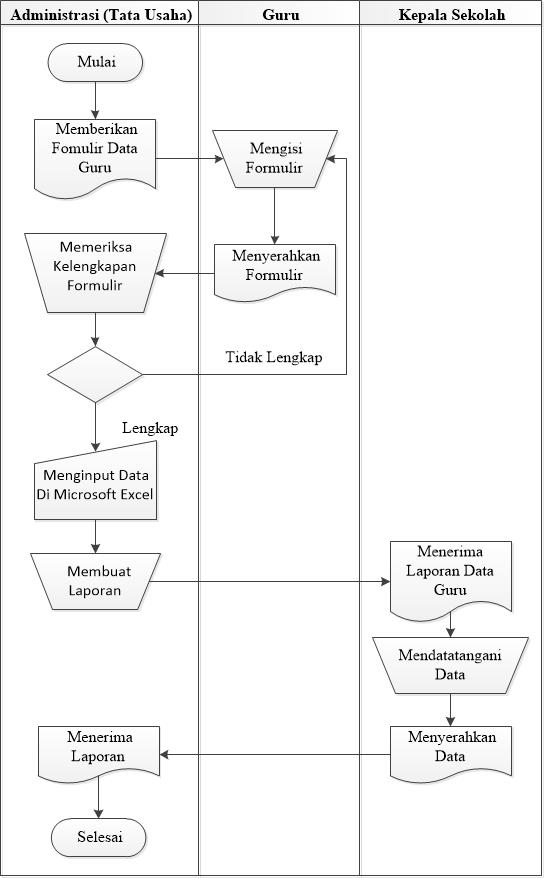 Administrasi (Tata Usaha)
Guru
Kepala Sekolah
Mulai
Memberikan
Fomulir Data
Guru
Mengisi
Formulir
Memeriksa
Kelengkapan
Formulir
Menyerahkan
Formulir
Tidak Lengkap
Lengkap
Menginput Data
Di Microsoft Excel
Membuat
Laporan
Menerima
Laporan Data
Guru
Mendatatangani
Data
Menyerahkan
Data
Menerima
Laporan
Selesai